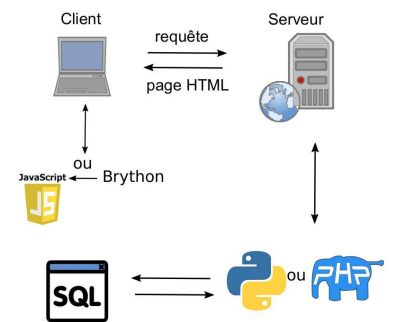 Client
Serveur
requête
page HTML
ou
JavaScript
Brython
JS
SQL
ou
PHP